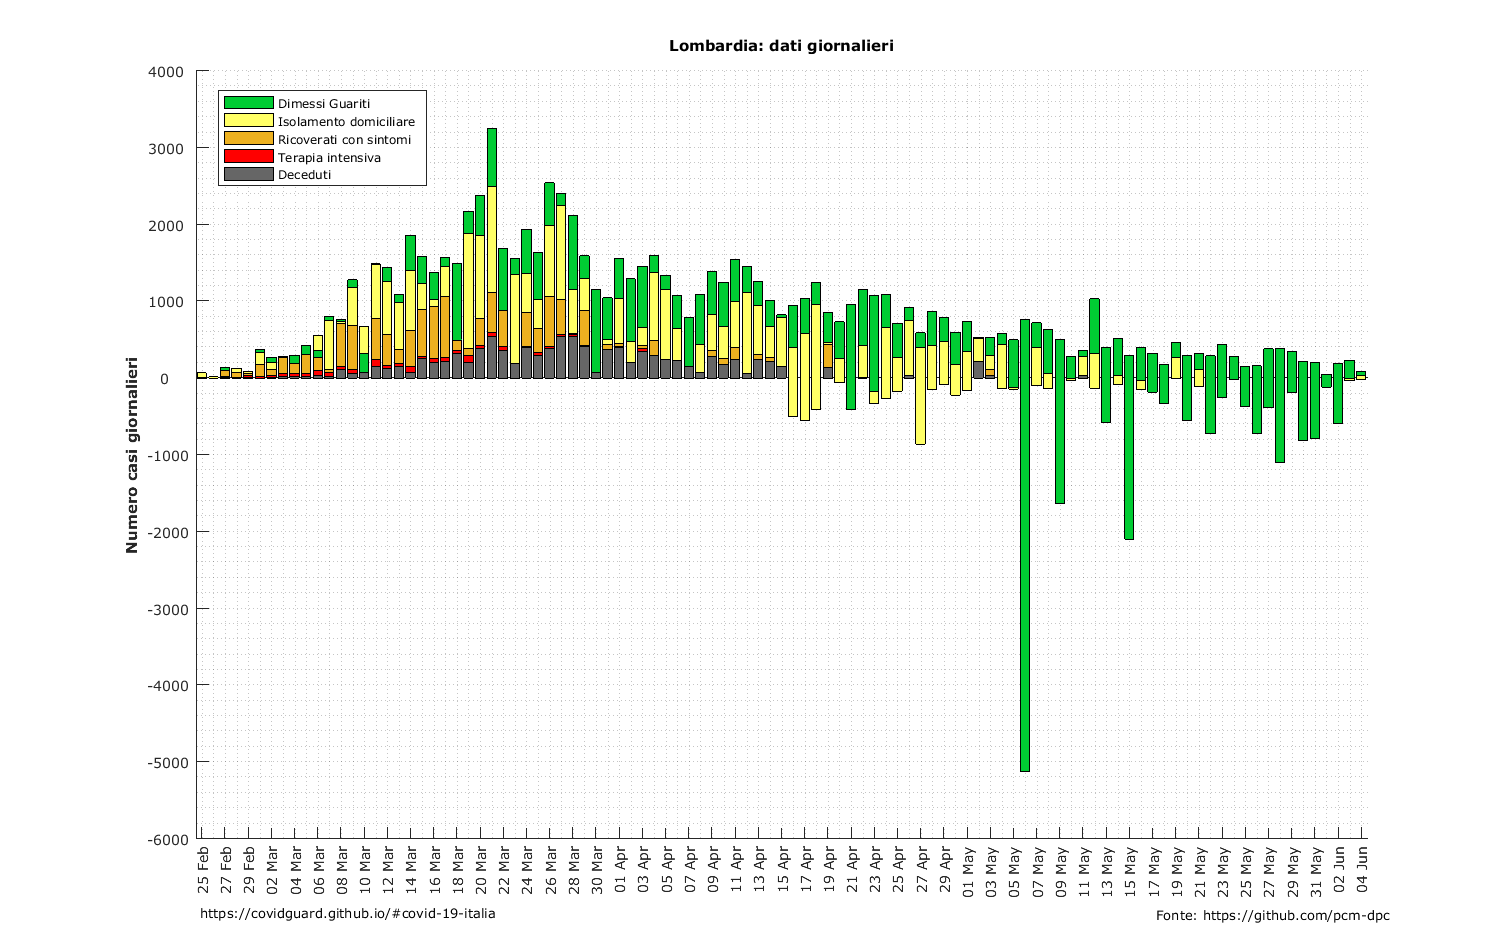 Lombardia: dati giornalieri
4000
3000
2000
1000
0
-1000
-2000
-3000
-4000
-5000
-6000
Numero casi giornalieri
Dimessi Guariti
Isolamento domiciliare
Ricoverati con sintomi
Terapia intensiva
Deceduti
25 Feb
27 Feb
29 Feb
02 Mar
04 Mar
06 Mar
08 Mar
10 Mar
12 Mar
14 Mar
16 Mar
18 Mar
20 Mar
22 Mar
24 Mar
26 Mar
28 Mar
30 Mar
01 Apr
03 Apr
05 Apr
07 Apr
09 Apr
11 Apr
13 Apr
15 Apr
17 Apr
19 Apr
21 Apr
23 Apr
25 Apr
27 Apr
29 Apr
01 May
03 May
05 May
07 May
09 May
11 May
13 May
15 May
17 May
19 May
21 May
23 May
25 May
27 May
29 May
31 May
02 Jun
04 Jun
https://covidguard.github.io/#covid-19-italia
Fonte: https://github.com/pcm-dpc